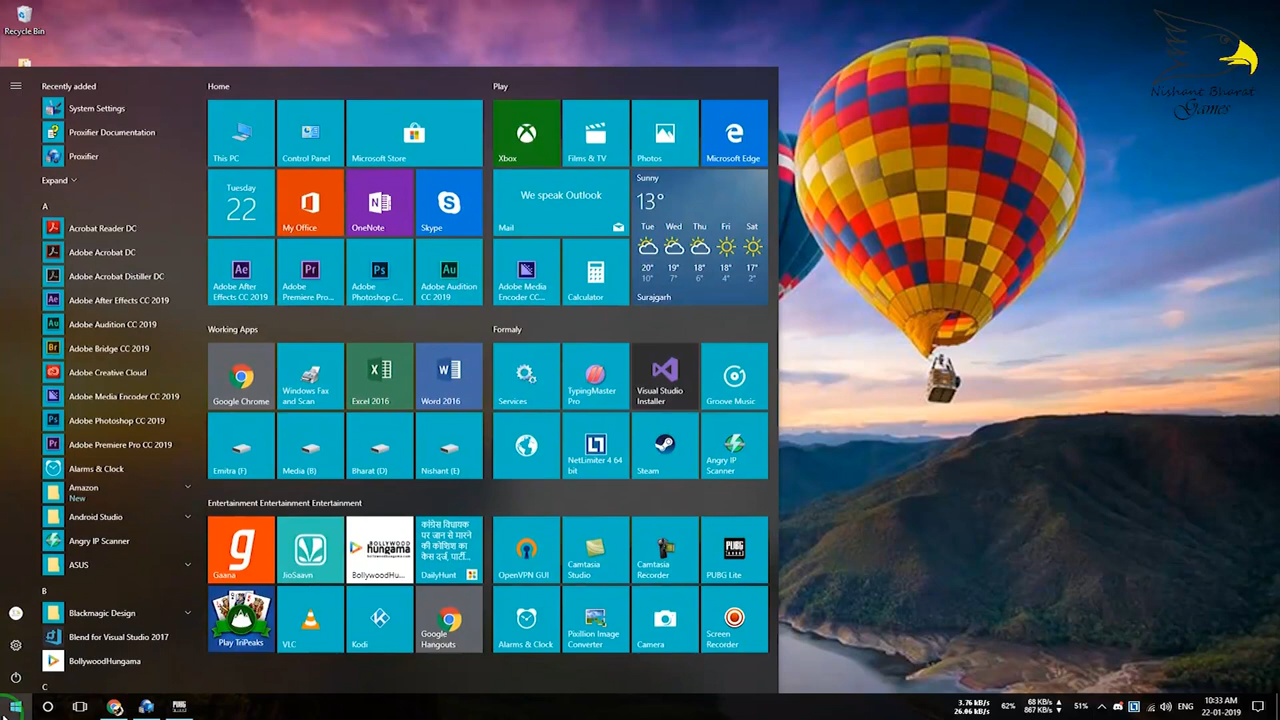 Recycle Bin
Nishant Bharat
Games
Recently added
System Settings
Proxifier Documentation
Proxifier
Expand
A
Acrobat Reader DC
Adobe Acrobat DC
Adobe Acrobat Distiller DC
Adobe After Effects CC 2019
Adobe Audition CC 2019
Adobe Bridge CC 2019
Adobe Creative Cloud
Adobe Media Encoder CC 2019
Adobe Photoshop CC 2019
Adobe Premiere Pro CC 2019
Alarms & Clock
Amazon
New
Android Studio
Angry IP Scanner
ASUS
B
Blackmagic Design
Blend for Visual Studio 2017
BollywoodHungama
C
Home
This PC
Control Panel
Microsoft Store
Tuesday
22
My Office
OneNote
Skype
Adobe After Effects CC 2019
Adobe Premiere Pro...
Adobe Photoshop C...
Adobe Audition CC 2019
Play
Xbox
Films & TV
Photos
Microsoft Edge
We speak Outlook
Mail
Sunny
13°
Tue Wed Thu Fri Sat
20° 19° 18° 18° 17°
10° 7° 6° 4° 2°
Surajgarh
Adobe Media Encoder CC...
Calculator
Working Apps
Google Chrome
Windows Fax and Scan
Excel 2016
Word 2016
Emitra (F)
Media (B)
Bharat (D)
Nishant (E)
Formaly
Services
TypingMaster Pro
Visual Studio Installer
Groove Music
NetLimiter 4 64 bit
Steam
Angry IP Scanner
Entertainment Entertainment Entertainment
Gaana
JioSaavn
BOLLYWOOD
hungama
BollywoodHu...
कांग्रेस विधायक
पर जान से मारने
की कोशिश का
केस दर्ज, पार्टी...
DailyHunt
Play TriPeaks
VLC
Kodi
Google Hangouts
OpenVPN GUI
Camtasia Studio
Camtasia Recorder
PUBG
PUBG Lite
Alarms & Clock
Pixillion Image Converter
Camera
Screen Recorder
3.76 kB/s
26.06 kB/s
62%
68 KB/s
867 KB/s
51%
ENG
10:33 AM
22-01-2019